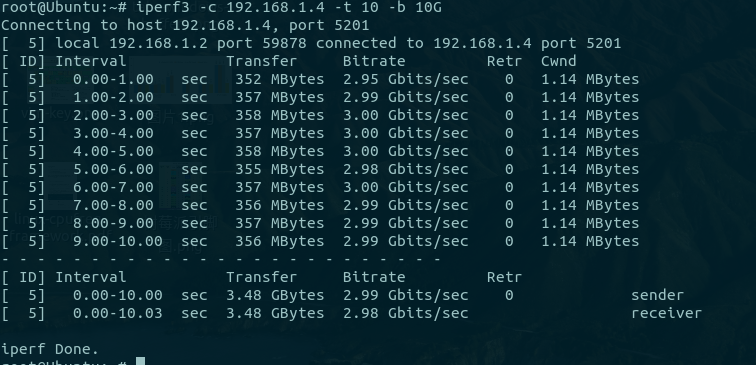 root@Ubuntu:~# iperf3 -c 192.168.1.4 -t 10 -b 10G
Connecting to host 192.168.1.4, port 5201
[  5] local 192.168.1.2 port 59878 connected to 192.168.1.4 port 5201
[ ID] Interval           Transfer     Bitrate         Retr  Cwnd
[  5]   0.00-1.00   sec   352 MBytes  2.95 Gbits/sec    0   1.14 MBytes
[  5]   1.00-2.00   sec   357 MBytes  2.99 Gbits/sec    0   1.14 MBytes
[  5]   2.00-3.00   sec   358 MBytes  3.00 Gbits/sec    0   1.14 MBytes
[  5]   3.00-4.00   sec   357 MBytes  3.00 Gbits/sec    0   1.14 MBytes
[  5]   4.00-5.00   sec   358 MBytes  3.00 Gbits/sec    0   1.14 MBytes
[  5]   5.00-6.00   sec   355 MBytes  2.98 Gbits/sec    0   1.14 MBytes
[  5]   6.00-7.00   sec   357 MBytes  3.00 Gbits/sec    0   1.14 MBytes
[  5]   7.00-8.00   sec   356 MBytes  2.99 Gbits/sec    0   1.14 MBytes
[  5]   8.00-9.00   sec   357 MBytes  2.99 Gbits/sec    0   1.14 MBytes
[  5]   9.00-10.00  sec   356 MBytes  2.99 Gbits/sec    0   1.14 MBytes
- - - - - - - - - - - - - - - - - - - - - - - - -
[ ID] Interval           Transfer     Bitrate         Retr
[  5]   0.00-10.00  sec  3.48 GBytes  2.99 Gbits/sec    0             sender
[  5]   0.00-10.03  sec  3.48 GBytes  2.98 Gbits/sec                  receiver
iperf Done.
root@Ubuntu:~#